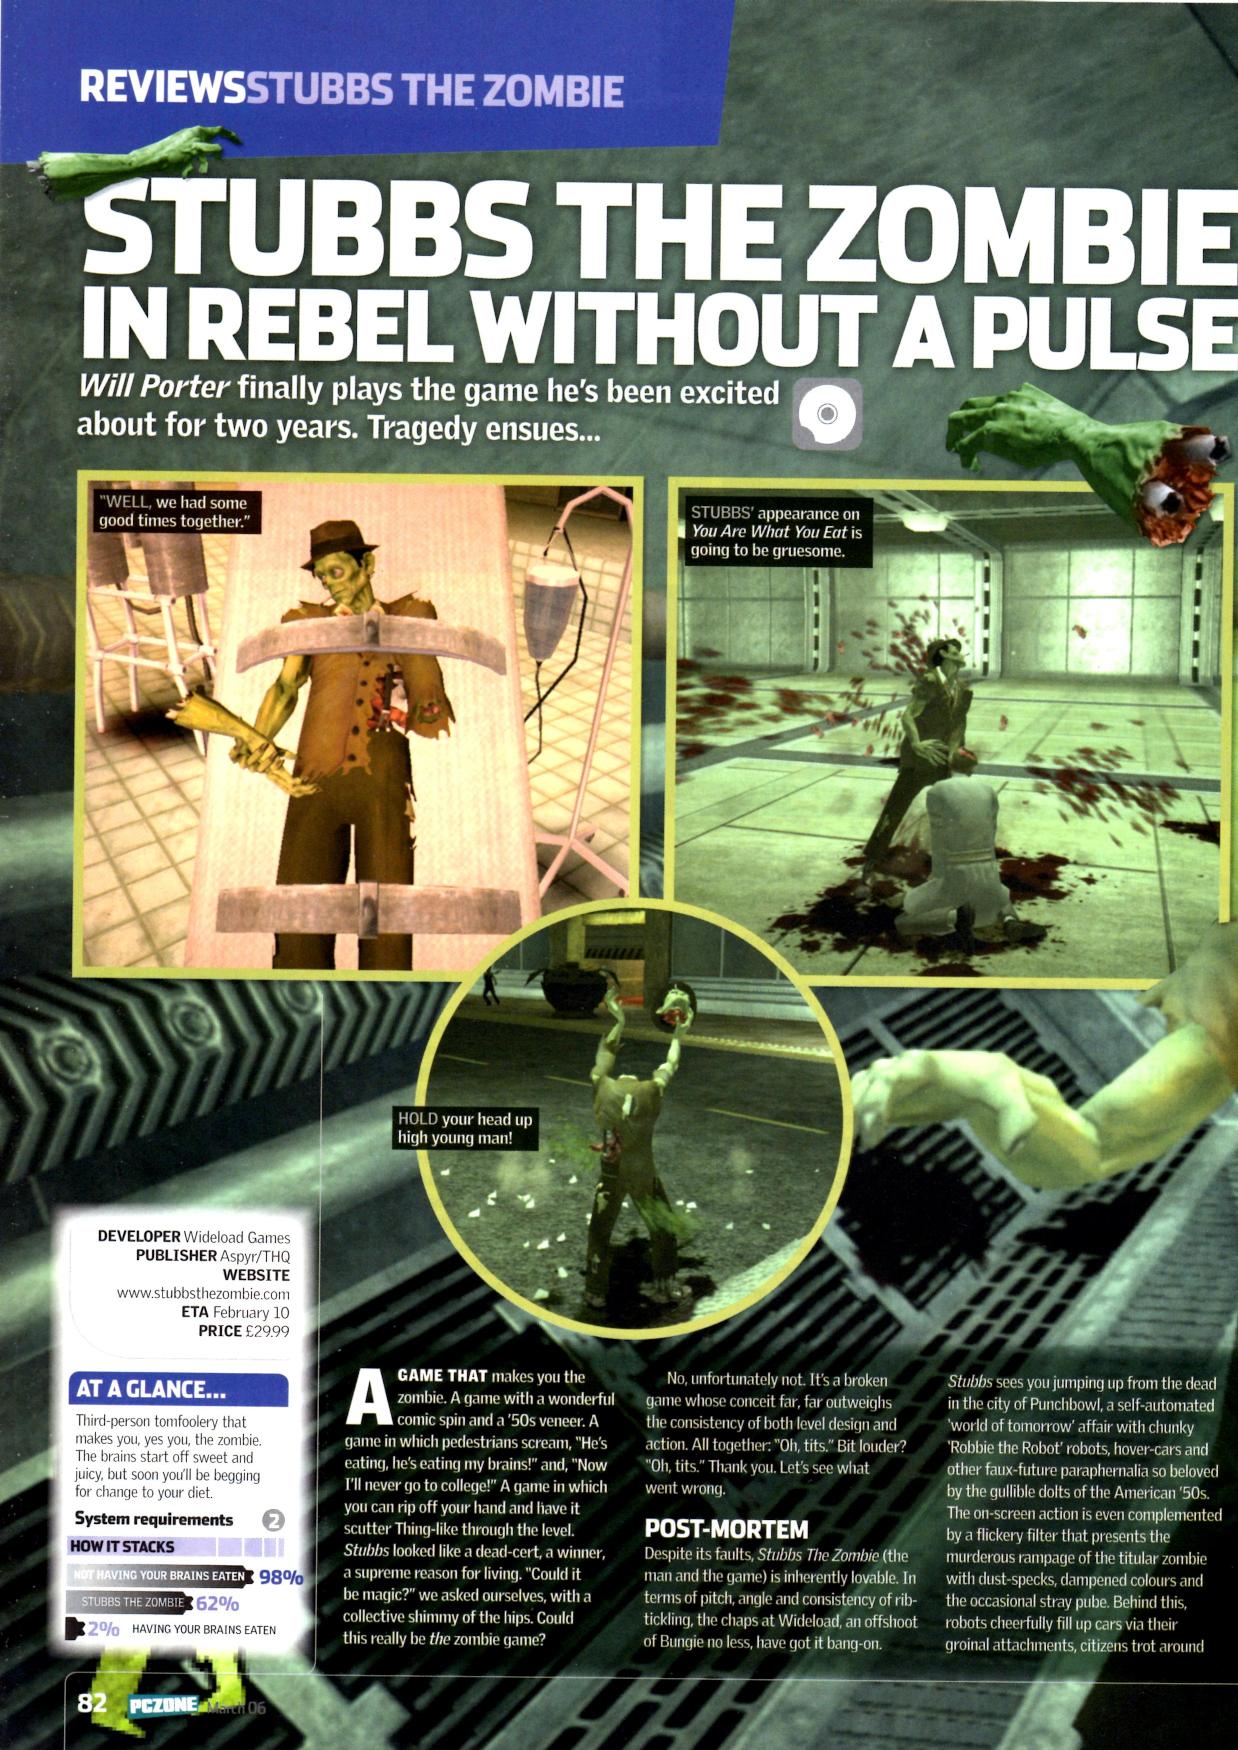 REVIEWSSTUBBS THE ZOMBIE
STUBBS THE ZOMBIE
IN REBEL WITHOUT A PULSE
Will Porter finally plays the game he's been excited
about for two years. Tragedy ensues...
"WELL, we had some
good times together."
STUBBS' appearance on
You Are What You Eat is
going to be gruesome.
HOLD your head up
high young man!
DEVELOPER Wideload Games
PUBLISHER Aspyr/THQ
WEBSITE
www.stubbsthezombie.com
ETA February 10
PRICE £29.99
AT A GLANCE...
Third-person tomfoolery that
makes you, yes you, the zombie.
The brains start off sweet and
juicy, but soon you'll be begging
for change to your diet.
System requirements 2
HOW IT STACKS
NOT HAVING YOUR BRAINS EATEN 98%
STUBBS THE ZOMBIE 62%
2% HAVING YOUR BRAINS EATEN
A GAME THAT makes you the
zombie. A game with a wonderful
comic spin and a '50s veneer. A
game in which pedestrians scream, "He's
eating, he's eating my brains!" and, "Now
I'll never go to college!" A game in which
you can rip off your hand and have it
scutter Thing-like through the level.
Stubbs looked like a dead-cert, a winner,
a supreme reason for living. "Could it
be magic?" we asked ourselves, with a
collective shimmy of the hips. Could
this really be the zombie game?
No, unfortunately not. It's a broken
game whose conceit far, far outweighs
the consistency of both level design and
action. All together: "Oh, tits." Bit louder?
"Oh, tits." Thank you. Let's see what
went wrong.
POST-MORTEM
Despite its faults, Stubbs The Zombie (the
man and the game) is inherently lovable. In
terms of pitch, angle and consistency of rib-
tickling, the chaps at Wideload, an offshoot
of Bungie no less, have got it bang-on.
Stubbs sees you jumping up from the dead
in the city of Punchbowl, a self-automated
'world of tomorrow' affair with chunky
'Robbie the Robot' robots, hover-cars and
other faux-future paraphernalia so beloved
by the gullible dolts of the American '50s.
The on-screen action is even complemented
by a flickery filter that presents the
murderous rampage of the titular zombie
with dust-specks, dampened colours and
the occasional stray pube. Behind this,
robots cheerfully fill up cars via their
groinal attachments, citizens trot around
82 PCZONE March 06